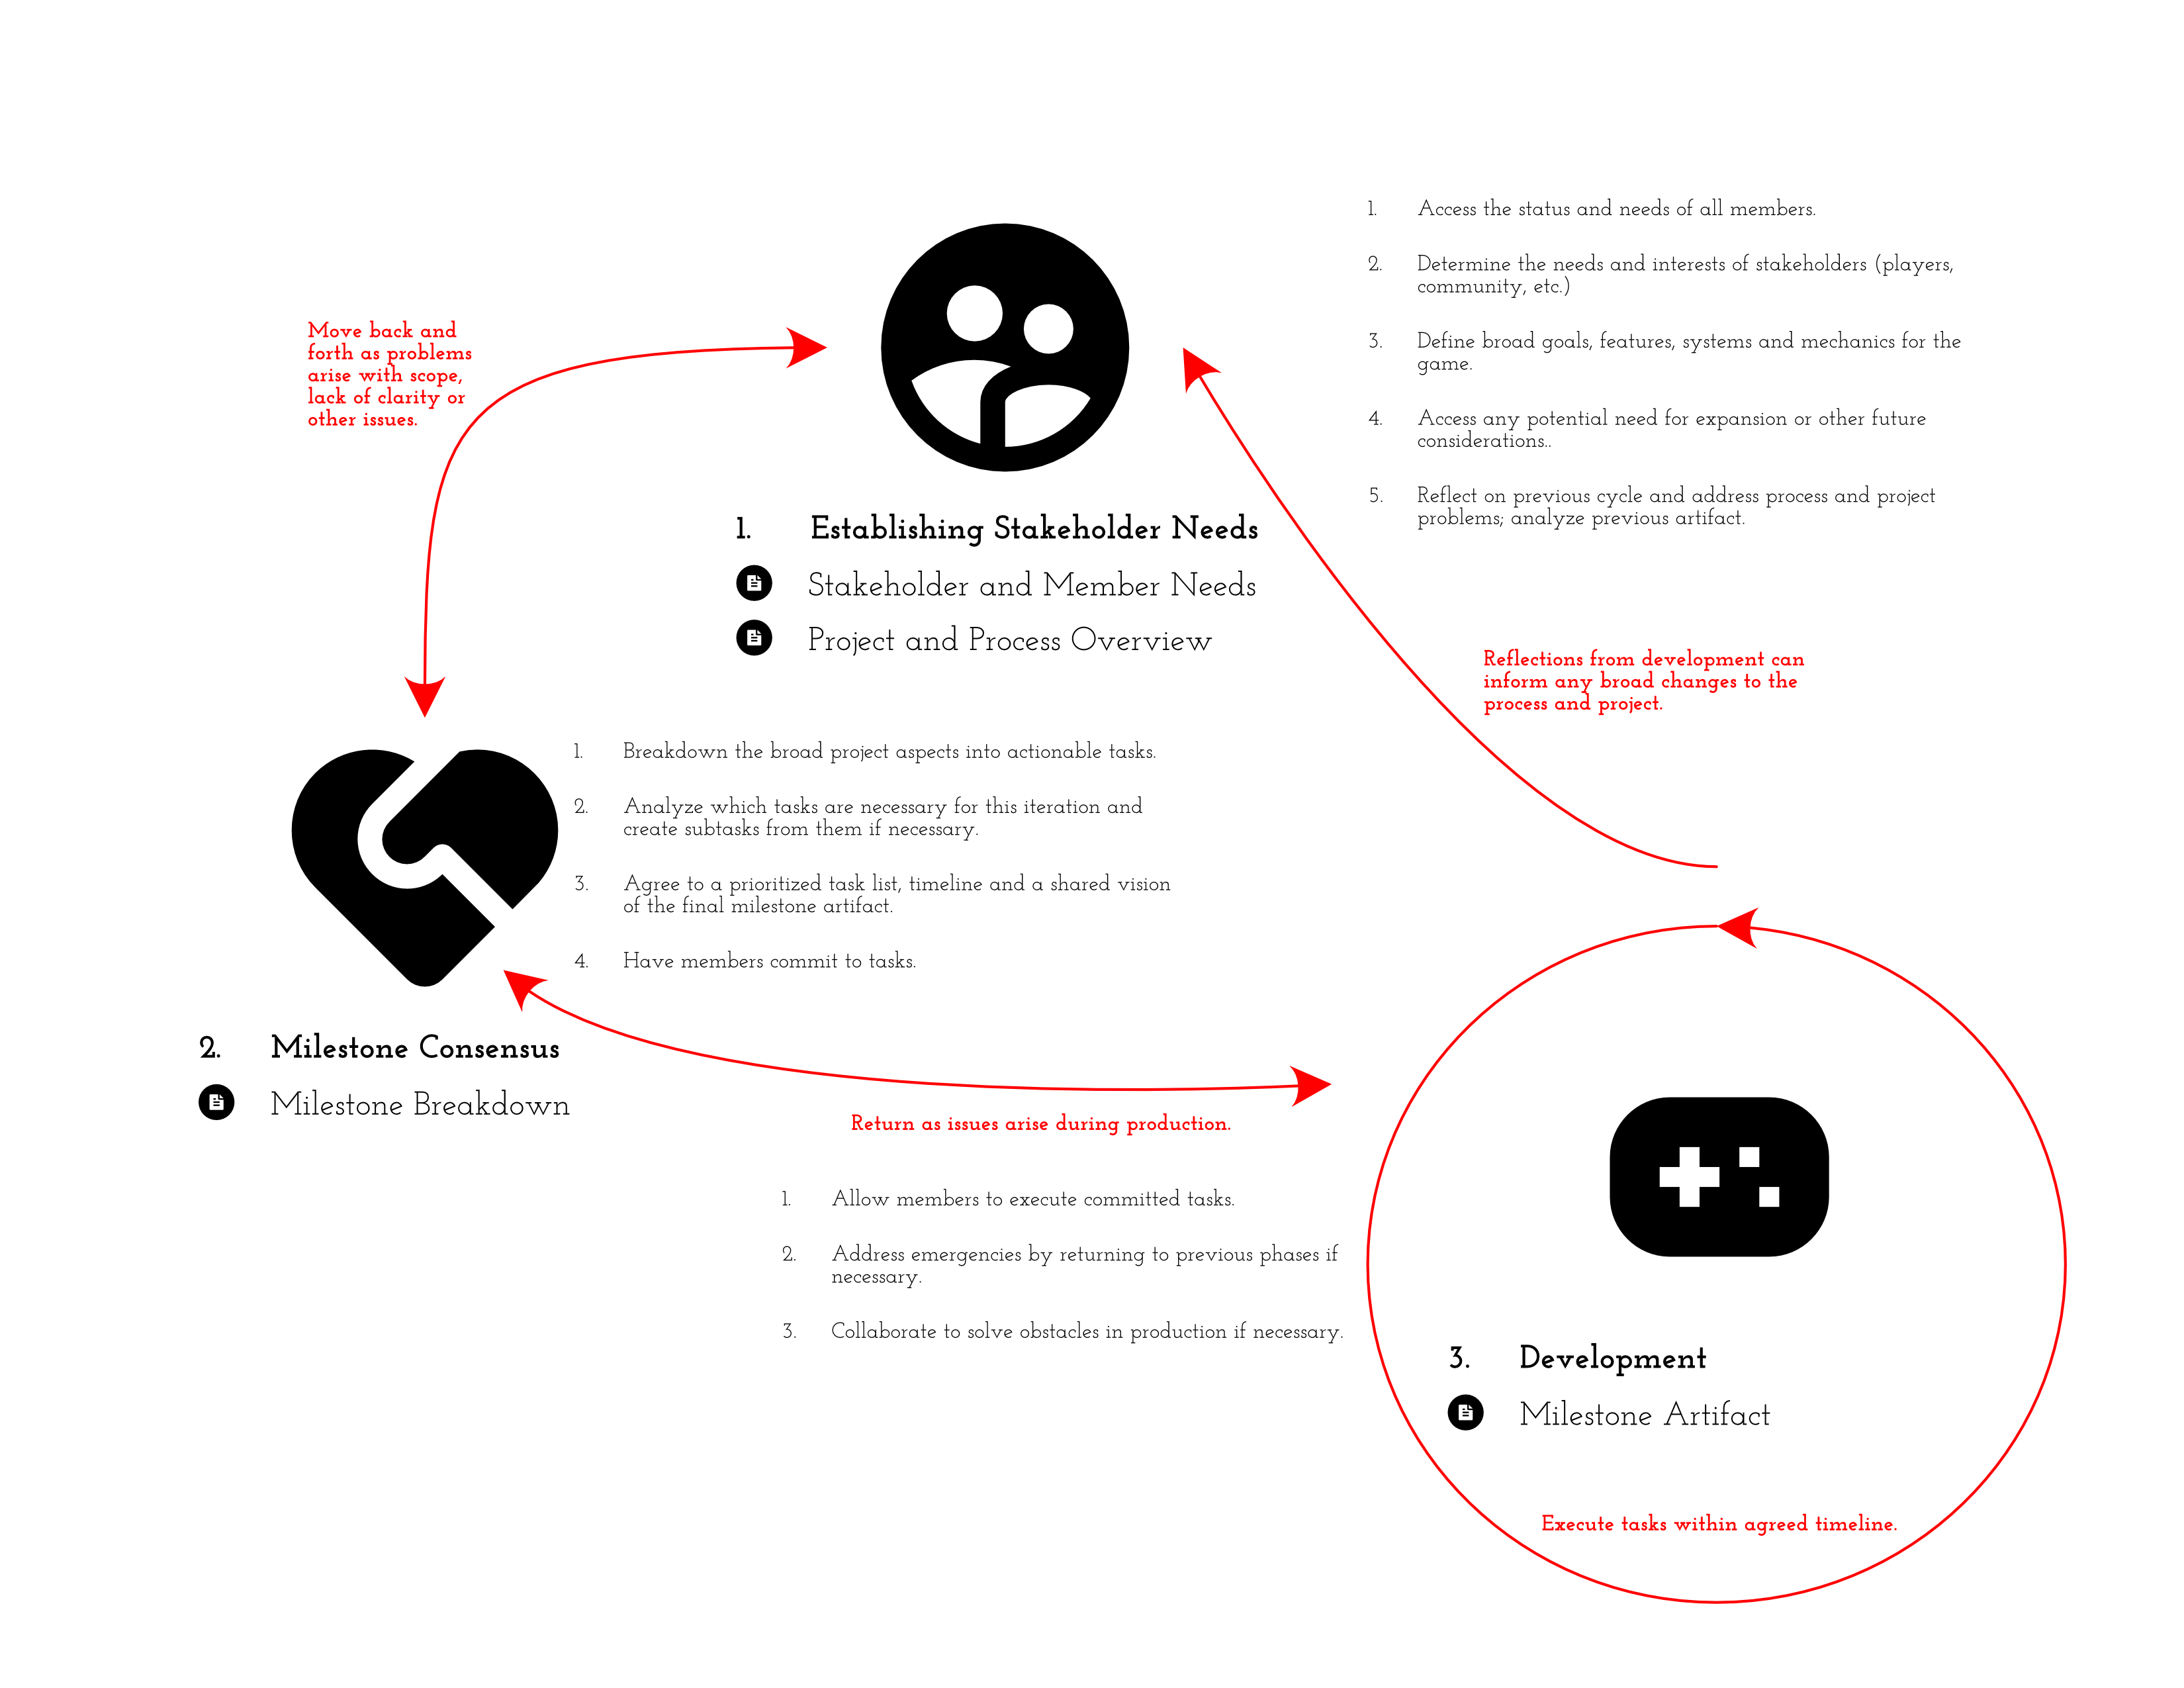 1. Access the status and needs of all members.
2. Determine the needs and interests of stakeholders (players,
community, etc.)
3. Define broad goals, features, systems and mechanics for the
game.
4. Access any potential need for expansion or other future
considerations..
5. Reflect on previous cycle and address process and project
problems; analyze previous artifact.
Move back and
forth as problems
arise with scope,
lack of clarity or
other issues.
1. Establishing Stakeholder Needs
Stakeholder and Member Needs
Project and Process Overview
Reflections from development can
inform any broad changes to the
process and project.
1. Breakdown the broad project aspects into actionable tasks.
2. Analyze which tasks are necessary for this iteration and
create subtasks from them if necessary.
3. Agree to a prioritized task list, timeline and a shared vision
of the final milestone artifact.
4. Have members commit to tasks.
2. Milestone Consensus
Milestone Breakdown
Return as issues arise during production.
1. Allow members to execute committed tasks.
2. Address emergencies by returning to previous phases if
necessary.
3. Collaborate to solve obstacles in production if necessary.
3. Development
Milestone Artifact
Execute tasks within agreed timeline.